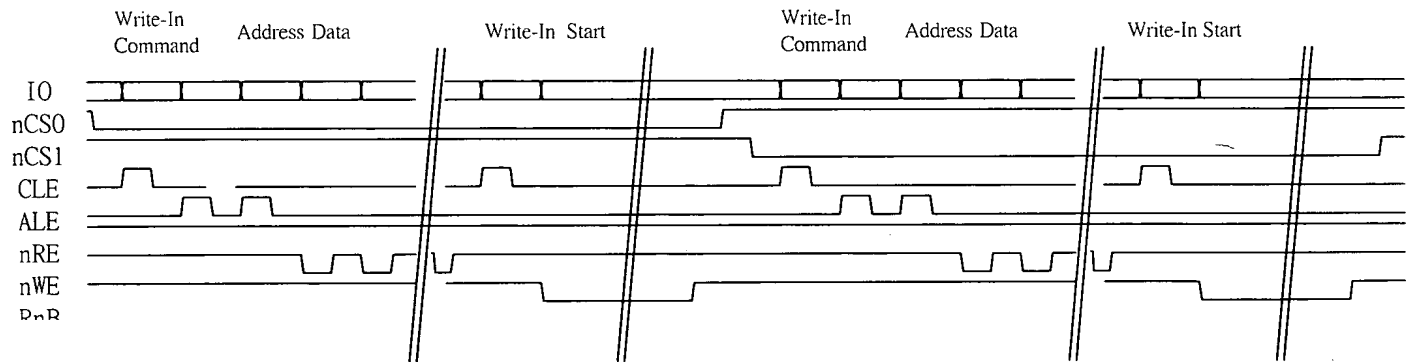 Write-In
Command
Address Data
Write-In Start
Write-In
Command
Address Data
Write-In Start
IO
nCS0
nCS1
CLE
ALE
nRE
nWE
RnB